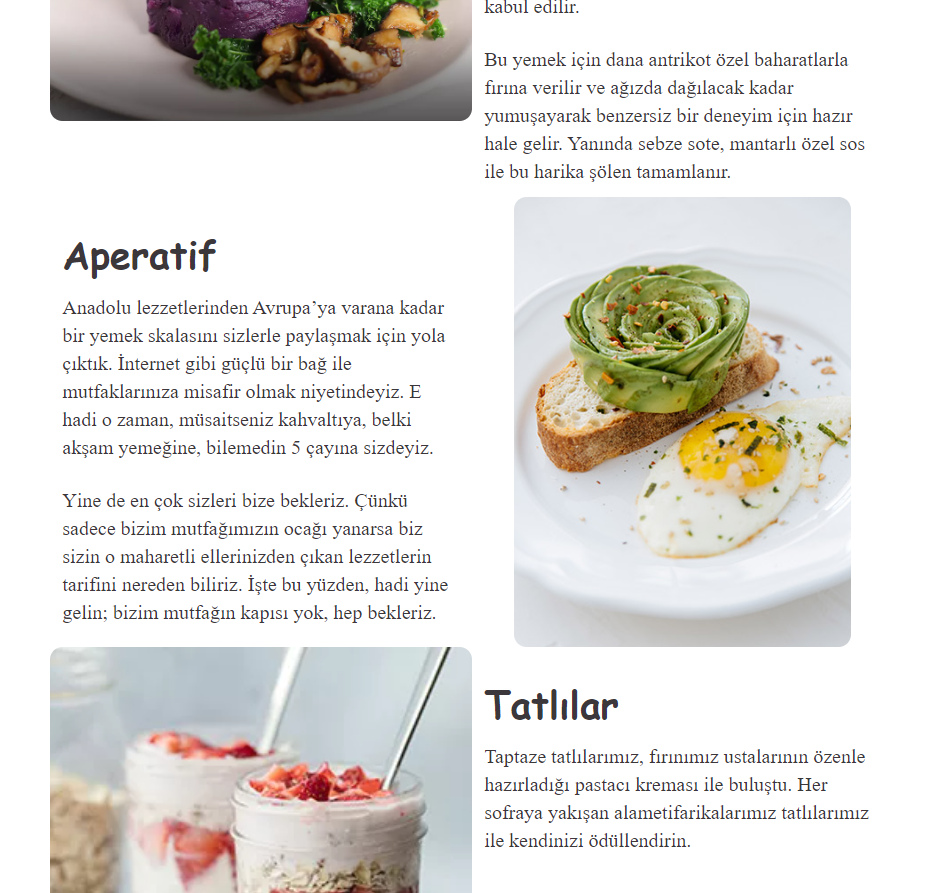 kabul edilir.
Bu yemek için dana antrikot özel baharatlarla
fırına verilir ve ağızda dağılacak kadar
yumuşayarak benzersiz bir deneyim için hazır
hale gelir. Yanında sebze sote, mantarlı özel sos
ile bu harika şölen tamamlanır.
Aperatif
Anadolu lezzetlerinden Avrupa’ya varana kadar
bir yemek skalasını sizlerle paylaşmak için yola
çıktık. İnternet gibi güçlü bir bağ ile
mutfaklarınıza misafir olmak niyetindeyiz. E
hadi o zaman, müsaitseniz kahvaltıya, belki
akşam yemeğine, bilemedin 5 çayına sizdeyiz.
Yine de en çok sizleri bize bekleriz. Çünkü
sadece bizim mutfağımızın ocağı yanarsa biz
sizin o maharetli ellerinizden çıkan lezzetlerin
tarifini nereden biliriz. İşte bu yüzden, hadi yine
gelin; bizim mutfağın kapısı yok, hep bekleriz.
Tatlılar
Taptaze tatlılarımız, fırınımız ustalarının özenle
hazırladığı pastacı kreması ile buluştu. Her
sofraya yakışan alametifarikalarımız tatlılarımız
ile kendinizi ödüllendirin.